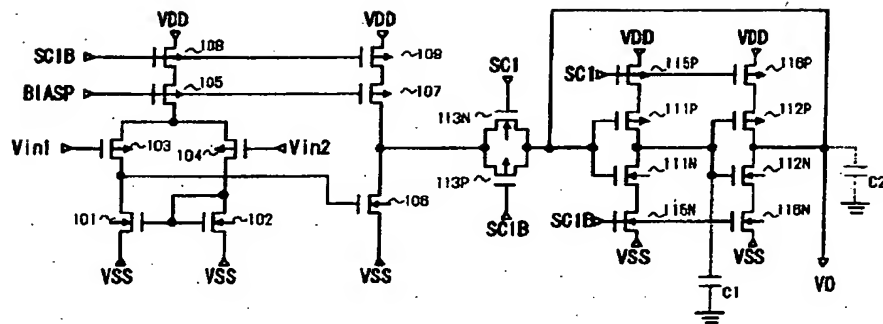 VDD
VDD
SC1B
108
109
SC1
VDD
VDD
SC1
115P
116P
BIASP
105
107
113N
111P
112P
Vin1
103
104
Vin2
111N
112N
C2
113P
106
101
102
SC1B
SC1B
115N
116N
VSS
VSS
VSS
VSS
VSS
C1
VO